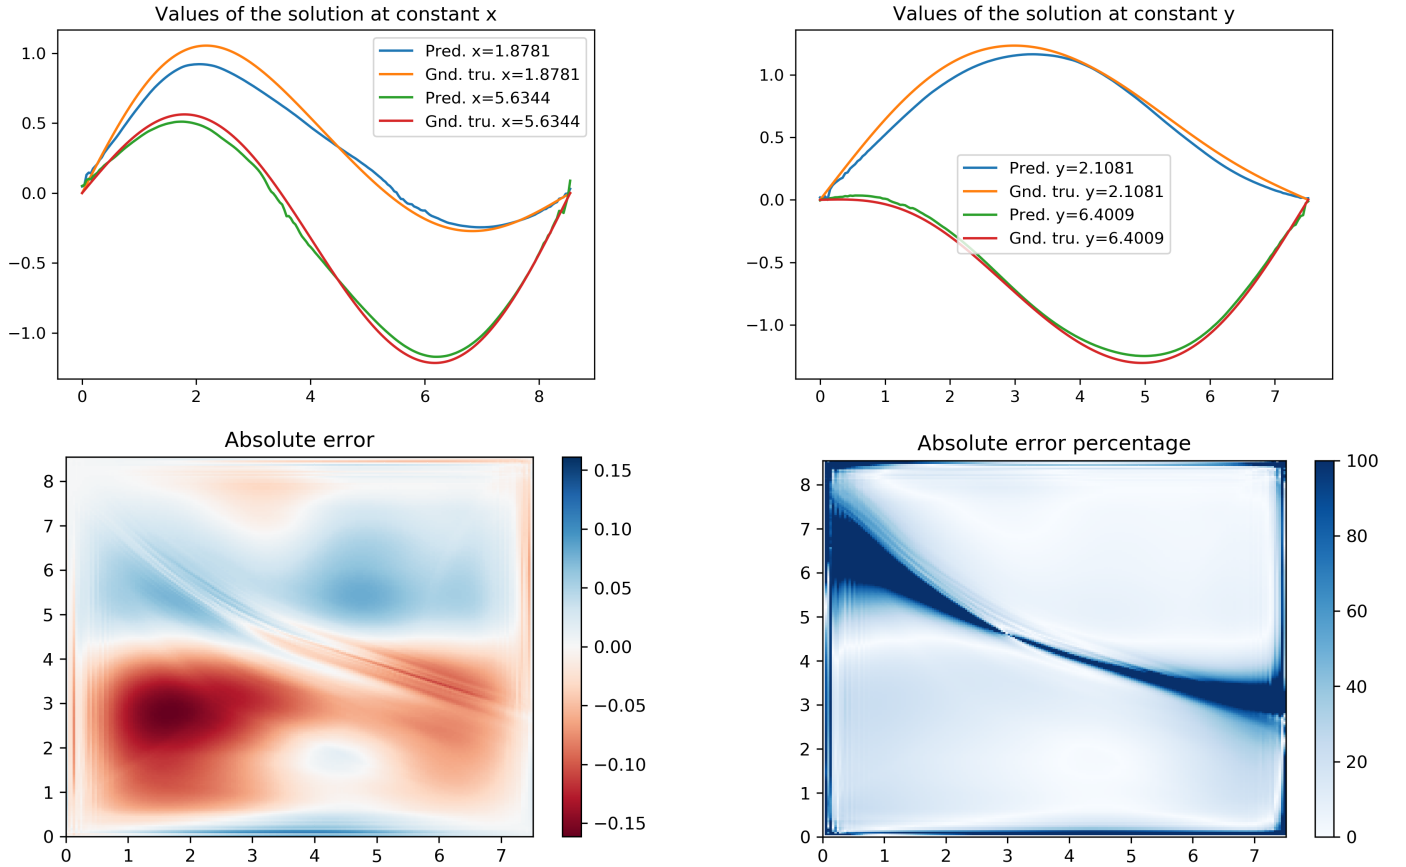 Values of the solution at constant x
1.0
0.5
0.0
−0.5
−1.0
Pred. x=1.8781
Gnd. tru. x=1.8781
Pred. x=5.6344
Gnd. tru. x=5.6344
0 2 4 6 8
Values of the solution at constant y
1.0
0.5
0.0
−0.5
−1.0
Pred. y=2.1081
Gnd. tru. y=2.1081
Pred. y=6.4009
Gnd. tru. y=6.4009
0 1 2 3 4 5 6 7
Absolute error
8
7
6
5
4
3
2
1
0
0 1 2 3 4 5 6 7
0.15
0.10
0.05
0.00
−0.05
−0.10
−0.15
Absolute error percentage
8
7
6
5
4
3
2
1
0
0 1 2 3 4 5 6 7
100
80
60
40
20
0